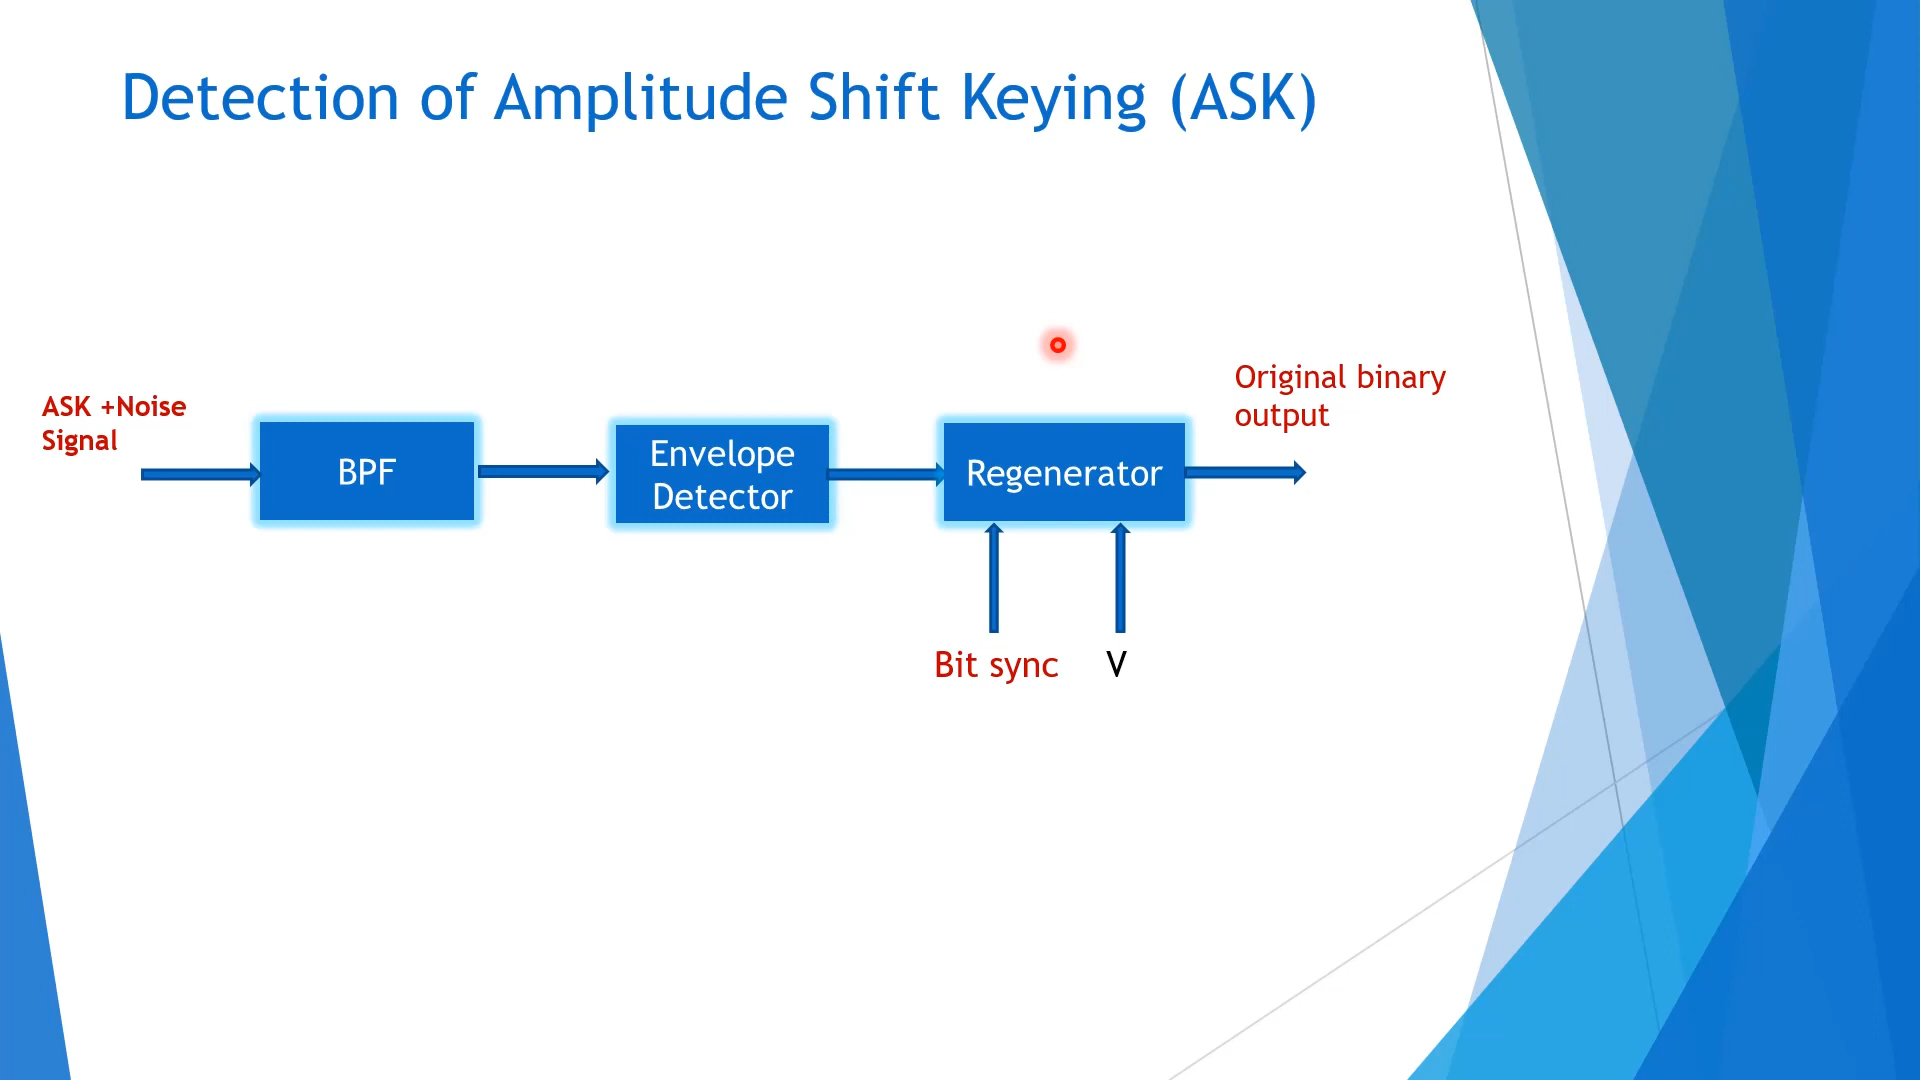 Detection of Amplitude Shift Keying (ASK)
ASK +Noise
Signal
BPF
Envelope
Detector
Regenerator
Original binary
output
Bit sync
V